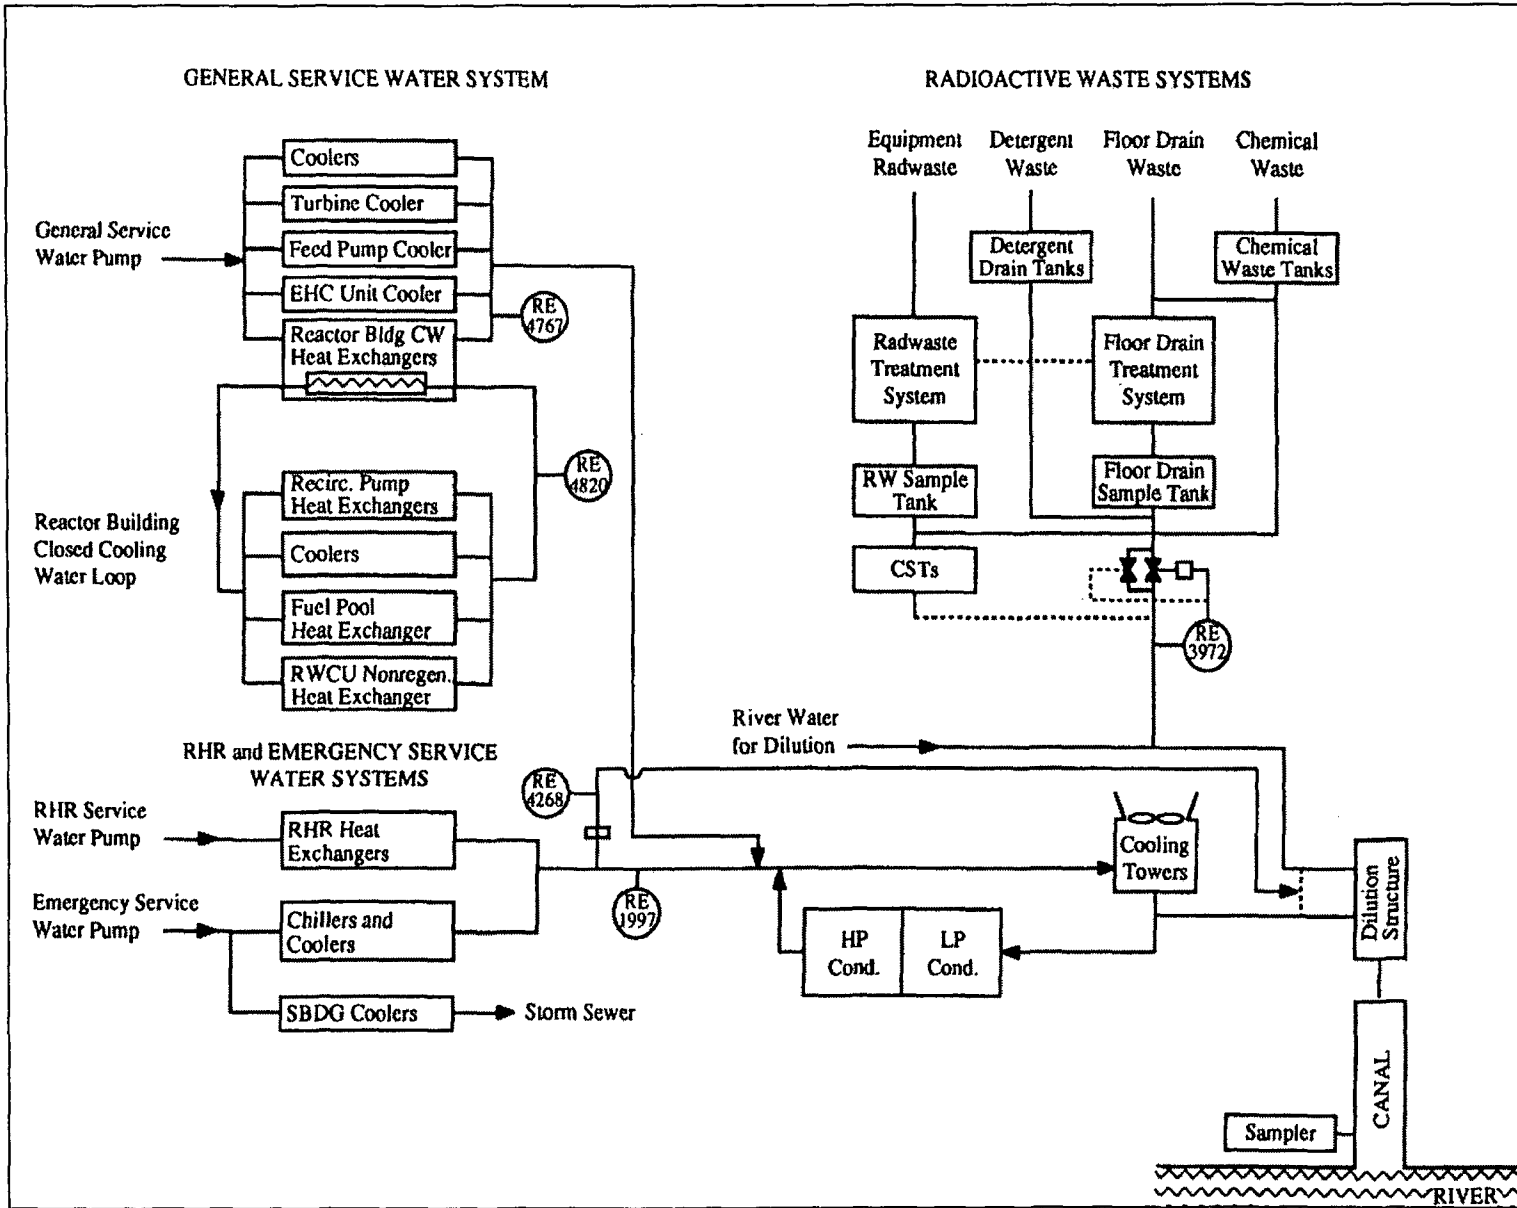 GENERAL SERVICE WATER SYSTEM
Coolers
Turbine Cooler
Feed Pump Cooler
EHC Unit Cooler
Reactor Bldg CW
Heat Exchangers
General Service
Water Pump
RE
4767
RE
4820
Recirc. Pump
Heat Exchangers
Coolers
Fuel Pool
Heat Exchanger
RWCU Nonregen.
Heat Exchanger
Reactor Building
Closed Cooling
Water Loop
RADIOACTIVE WASTE SYSTEMS
Equipment
Radwaste
Detergent
Waste
Floor Drain
Waste
Chemical
Waste
Detergent
Drain Tanks
Chemical
Waste Tanks
Radwaste
Treatment
System
Floor Drain
Treatment
System
RW Sample
Tank
Floor Drain
Sample Tank
CSTs
RE
3972
River Water
for Dilution
RHR and EMERGENCY SERVICE
WATER SYSTEMS
RE
4268
RHR Service
Water Pump
RHR Heat
Exchangers
Emergency Service
Water Pump
Chillers and
Coolers
SBDG Coolers
Storm Sewer
RE
1997
HP
Cond.
LP
Cond.
Cooling
Towers
Dilution
Structure
CANAL
Sampler
RIVER